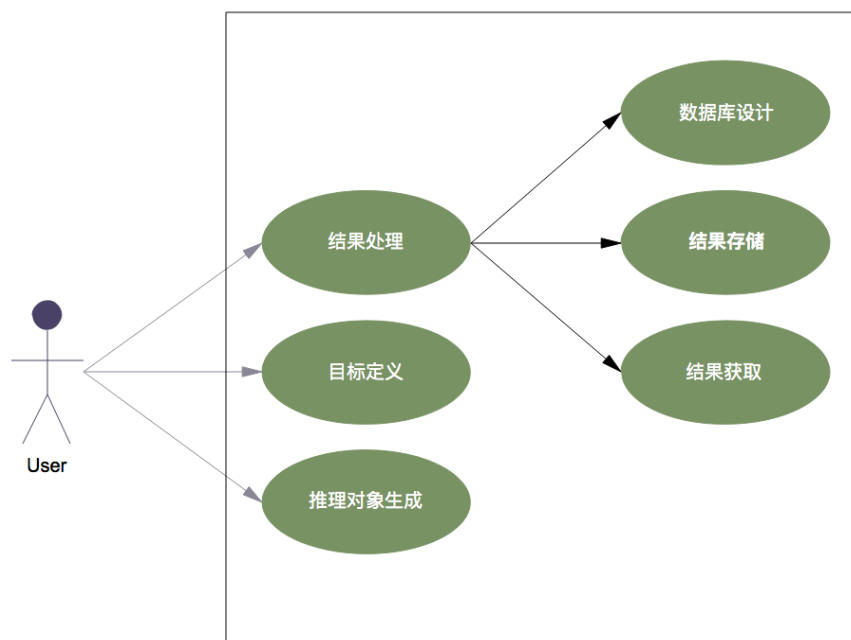 数据库设计
结果处理
结果存储
目标定义
结果获取
User
推理对象生成